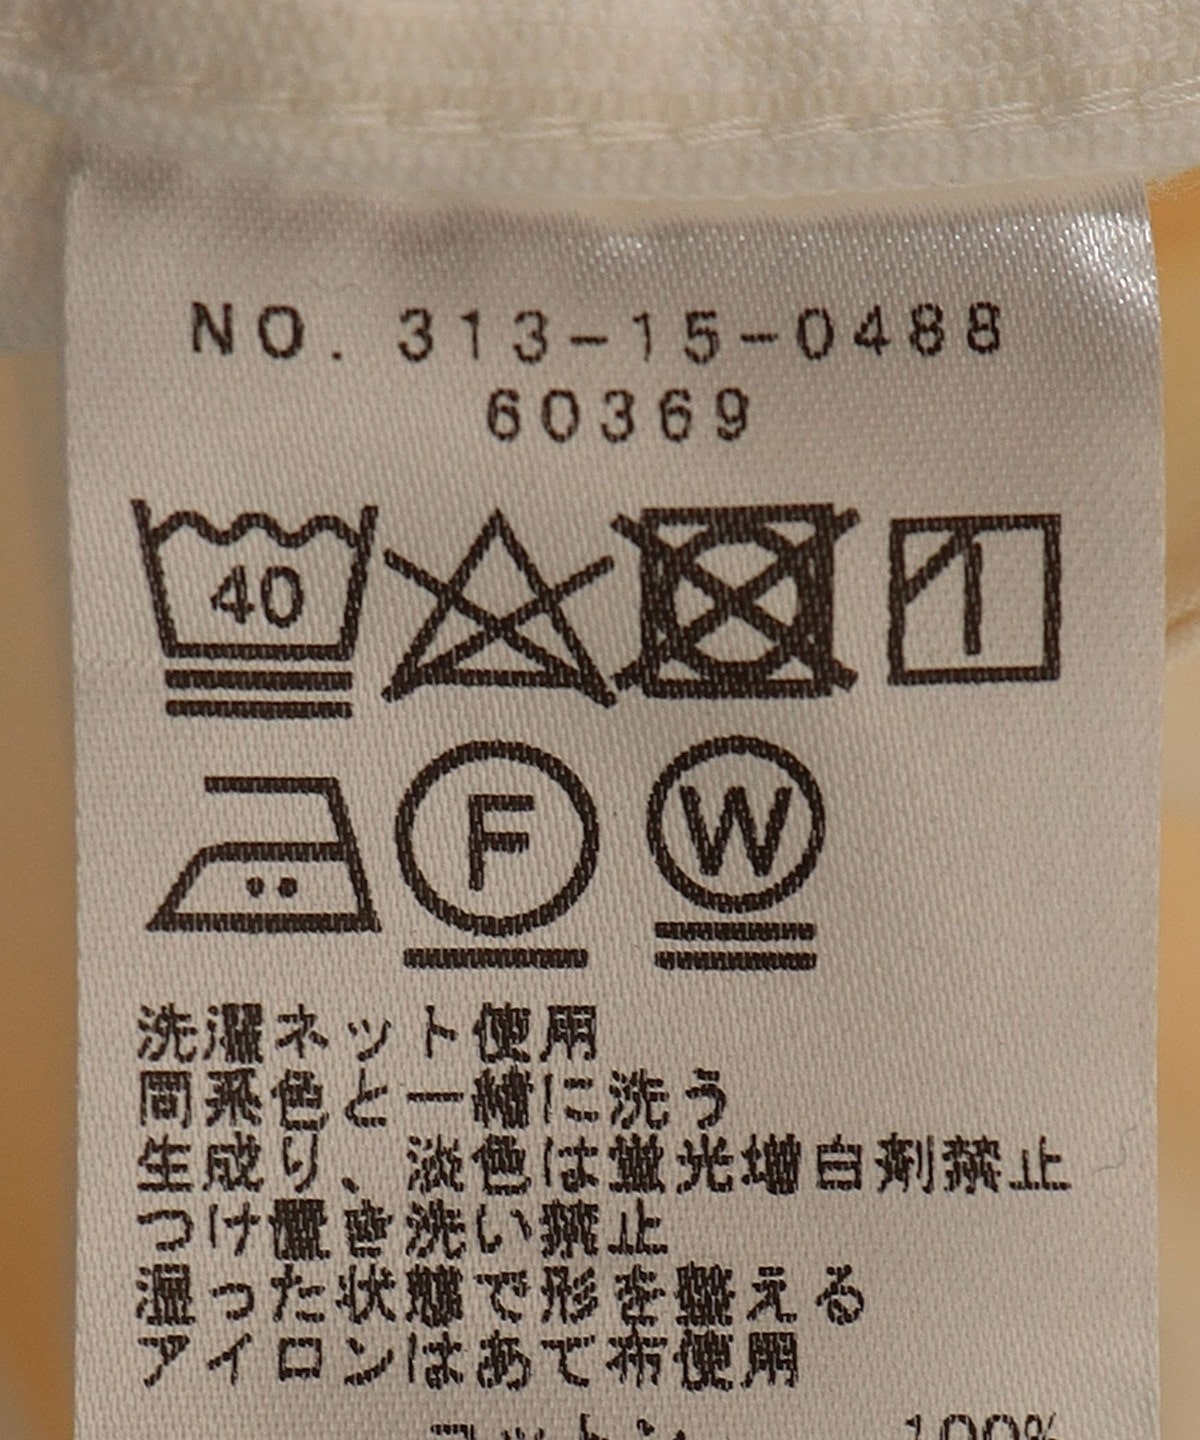 NO. 313-15-0488
60369
40
F W
洗濯ネット使用
同系色と一緒に洗う
生成り、淡色は蛍光増白剤禁止
つけ置き洗い禁止
湿った状態で形を整える
アイロンはあて布使用
100%